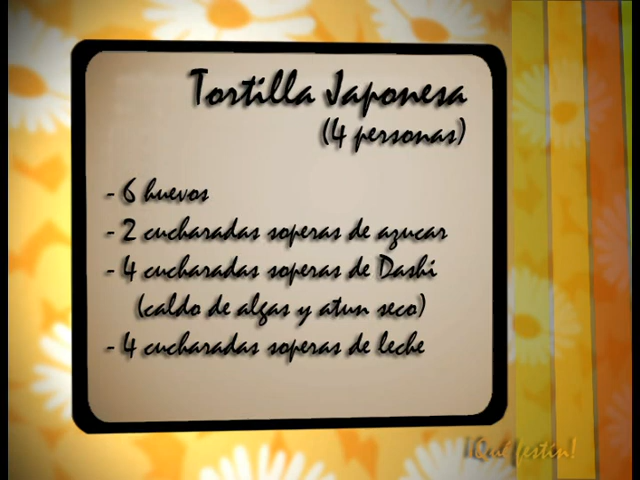 Tortilla Japonesa
(4 personas)
- 6 huevos
- 2 cucharadas soperas de azucar
- 4 cucharadas soperas de Dashi
(caldo de algas y atun seco)
- 4 cucharadas soperas de leche
¡Qué festín!